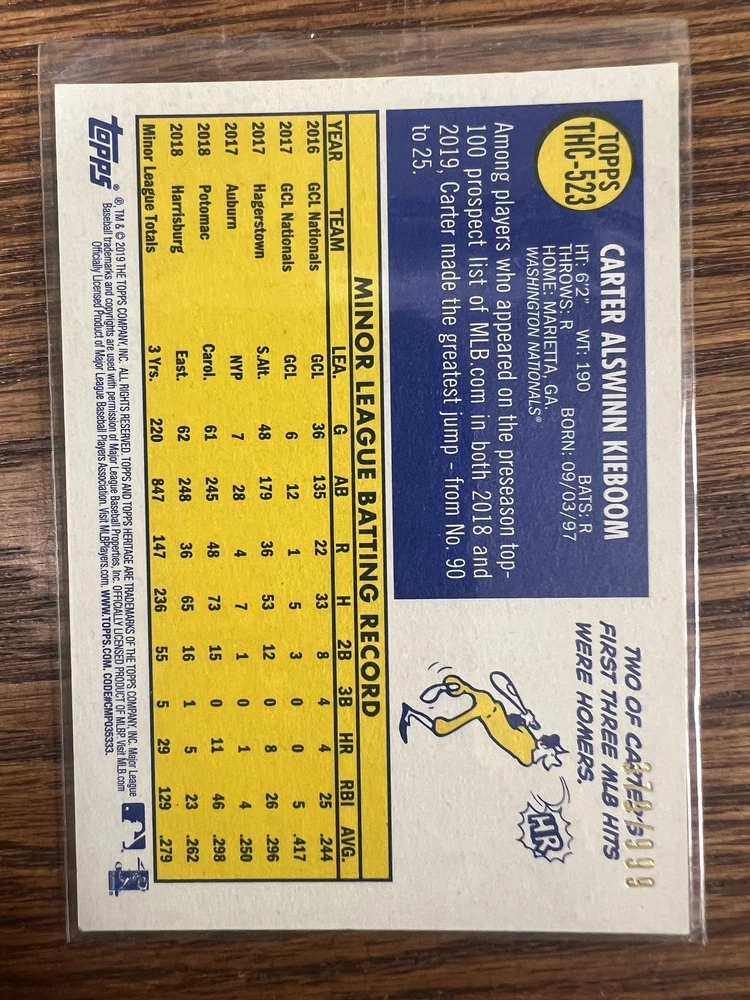 TOPPS
THC-523
CARTER ALSWINN KIEBOOM
HT: 6'2" WT: 190 BATS: R
THROWS: R BORN: 09/03/97
HOME: MARIETTA, GA.
WASHINGTON NATIONALS®
Among players who appeared on the preseason top-
100 prospect list of MLB.com in both 2018 and
2019, Carter made the greatest jump - from No. 90
to 25.
TWO OF CARTER'S
FIRST THREE MLB HITS
WERE HOMERS.
HR
MINOR LEAGUE BATTING RECORD
YEAR TEAM LEA. G AB R H 2B 3B HR RBI AVG.
2016 GCL Nationals GCL 36 135 22 33 8 4 4 25 .244
2017 GCL Nationals GCL 6 12 1 5 3 0 0 5 .417
2017 Hagerstown S.Atl. 48 179 36 53 12 0 8 26 .296
2017 Auburn NYP 7 28 4 7 1 0 1 4 .250
2018 Potomac Carol. 61 245 48 73 15 0 11 46 .298
2018 Harrisburg East. 62 248 36 65 16 1 5 23 .262
Minor League Totals 3 Yrs. 220 847 147 236 55 5 29 129 .279
topps®
®, TM & © 2019 THE TOPPS COMPANY, INC. ALL RIGHTS RESERVED. TOPPS AND TOPPS HERITAGE ARE TRADEMARKS OF THE TOPPS COMPANY, INC. Major League
Baseball trademarks and copyrights are used with permission of Major League Baseball Properties, Inc. OFFICIALLY LICENSED PRODUCT OF MLBP. Visit MLB.com
Officially Licensed Product of Major League Baseball Players Association. Visit MLBPlayers.com. WWW.TOPPS.COM. CODE#CMP035333.